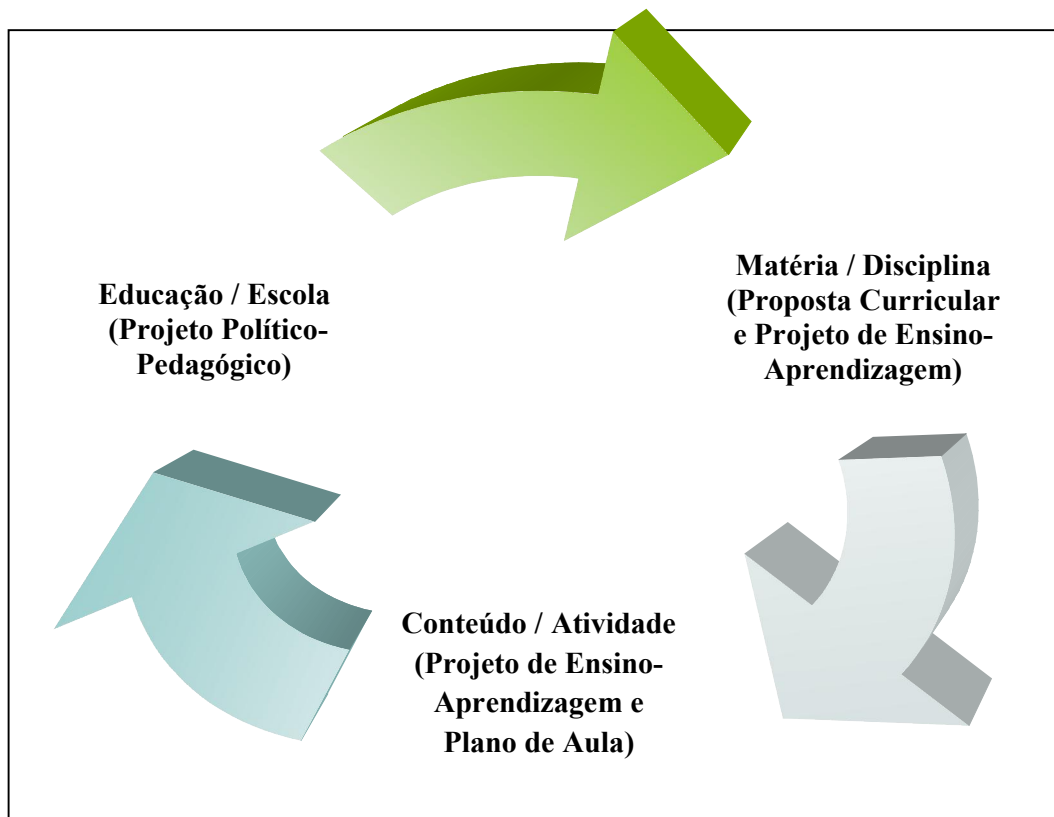 Educação / Escola
(Projeto Político-
Pedagógico)
Matéria / Disciplina
(Proposta Curricular
e Projeto de Ensino-
Aprendizagem)
Conteúdo / Atividade
(Projeto de Ensino-
Aprendizagem e
Plano de Aula)